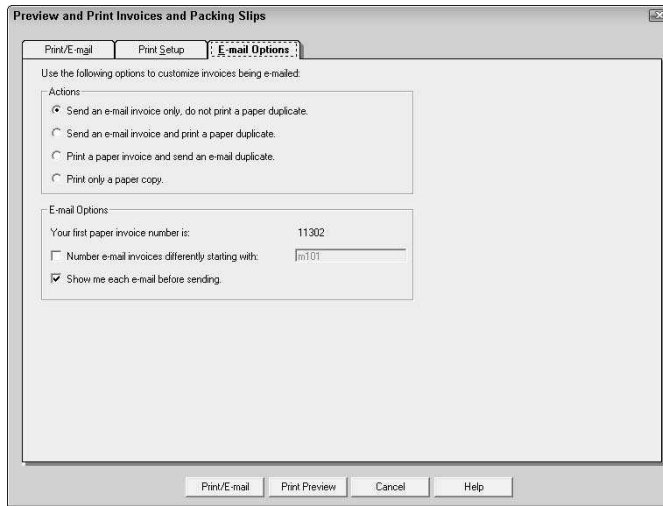 Preview and Print Invoices and Packing Slips
Print/E-mail Print Setup E-mail Options
Use the following options to customize invoices being e-mailed:
Actions
Send an e-mail invoice only, do not print a paper duplicate.
Send an e-mail invoice and print a paper duplicate.
Print a paper invoice and send an e-mail duplicate.
Print only a paper copy.
E-mail Options
Your first paper invoice number is: 11302
Number e-mail invoices differently starting with: m101
Show me each e-mail before sending.
Print/E-mail Print Preview Cancel Help